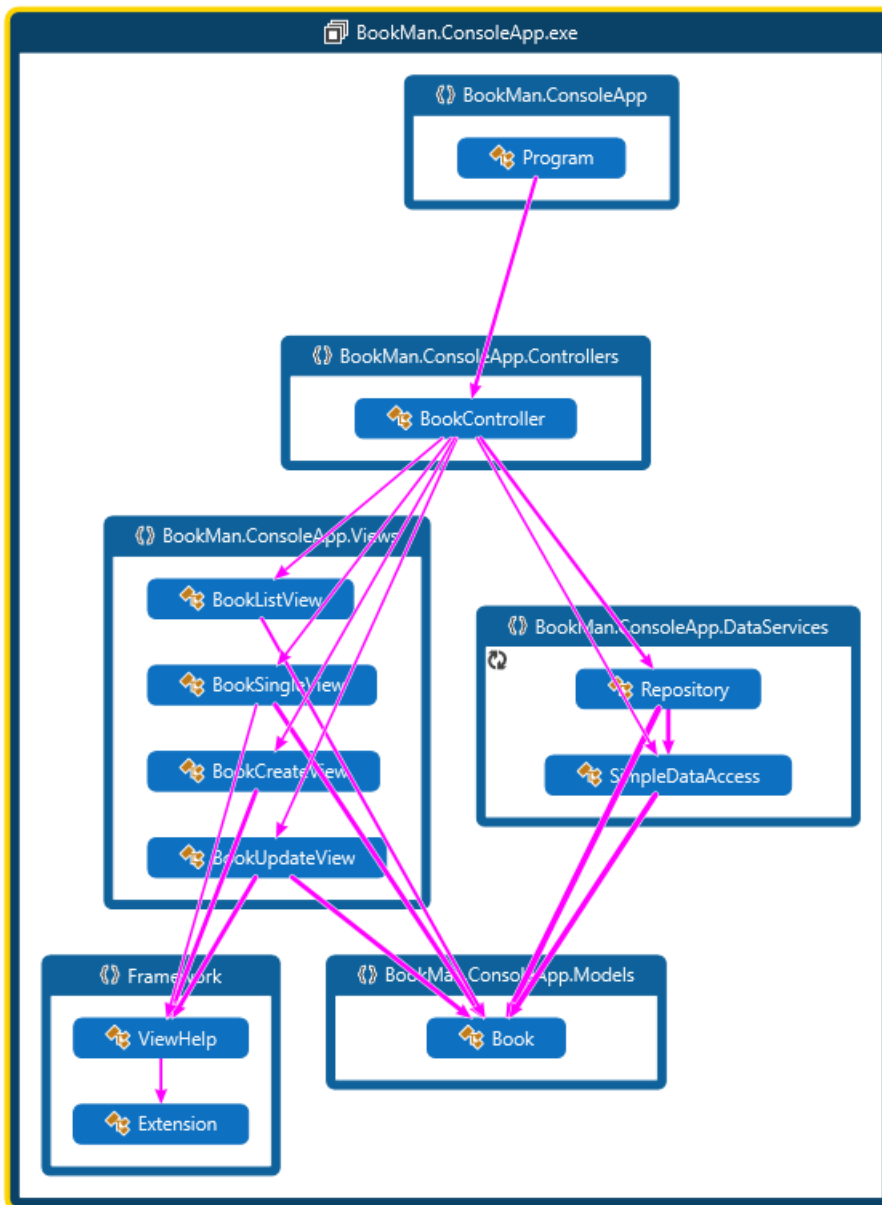 BookMan.ConsoleApp.exe
BookMan.ConsoleApp
Program
BookMan.ConsoleApp.Controllers
BookController
BookMan.ConsoleApp.Views
BookListView
BookSingleView
BookCreateView
BookUpdateView
BookMan.ConsoleApp.DataServices
Repository
SimpleDataAccess
Framework
ViewHelp
Extension
BookMan.ConsoleApp.Models
Book